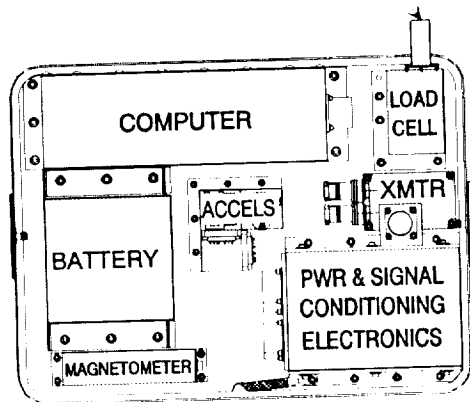 COMPUTER
LOAD
CELL
ACCELS
XMTR
BATTERY
PWR & SIGNAL
CONDITIONING
ELECTRONICS
MAGNETOMETER